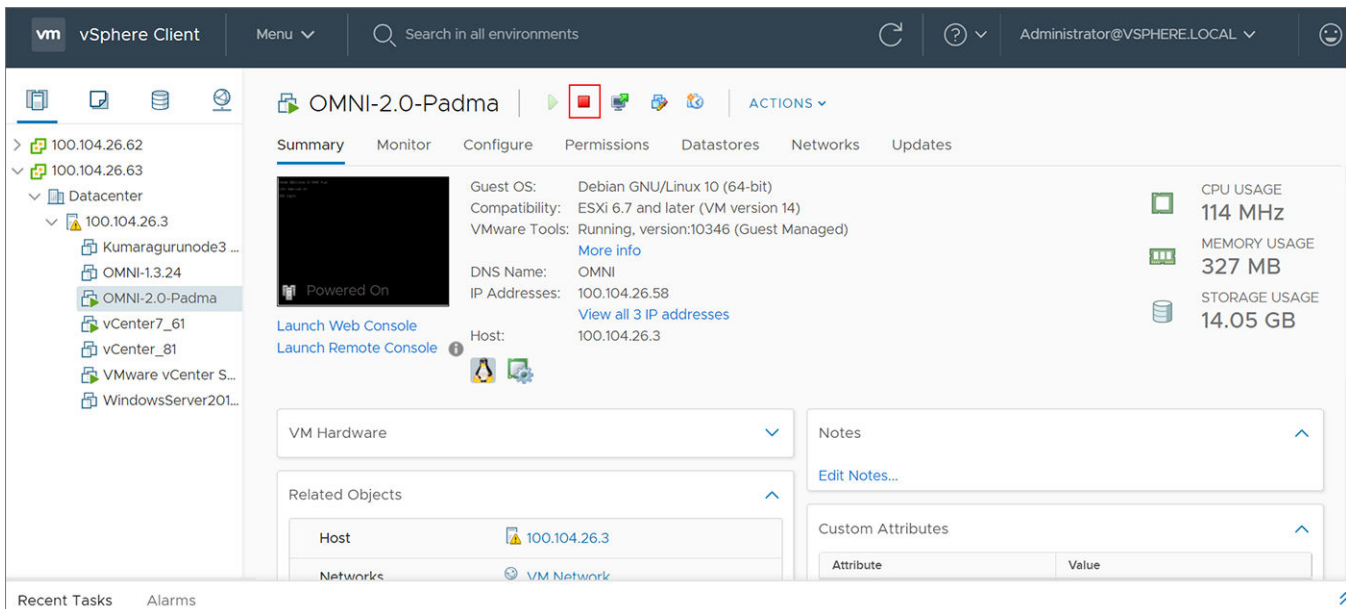 vm vSphere Client Menu Search in all environments Administrator@VSPHERE.LOCAL
100.104.26.62
100.104.26.63
Datacenter
100.104.26.3
Kumaragurunode3 ...
OMNI-1.3.24
OMNI-2.0-Padma
vCenter7_61
vCenter_81
VMware vCenter S...
WindowsServer201...
OMNI-2.0-Padma ACTIONS
Summary Monitor Configure Permissions Datastores Networks Updates
Powered On
Launch Web Console
Launch Remote Console
Guest OS: Debian GNU/Linux 10 (64-bit)
Compatibility: ESXi 6.7 and later (VM version 14)
VMware Tools: Running, version:10346 (Guest Managed)
More info
DNS Name: OMNI
IP Addresses: 100.104.26.58
View all 3 IP addresses
Host: 100.104.26.3
CPU USAGE
114 MHz
MEMORY USAGE
327 MB
STORAGE USAGE
14.05 GB
VM Hardware
Related Objects
Host 100.104.26.3
Networks VM Network
Notes
Edit Notes...
Custom Attributes
Attribute Value
Recent Tasks Alarms